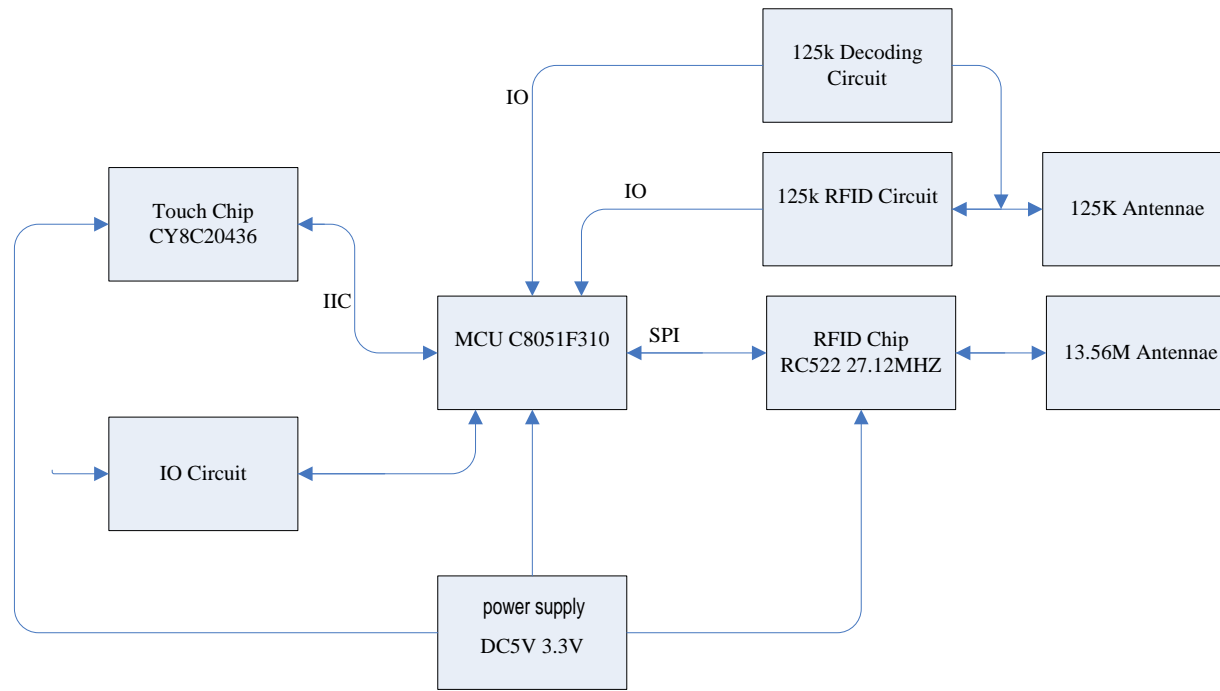 125k Decoding
Circuit
IO
Touch Chip
CY8C20436
IO
125k RFID Circuit
125K Antennae
IIC
MCU C8051F310
SPI
RFID Chip
RC522 27.12MHZ
13.56M Antennae
IO Circuit
power supply
DC5V 3.3V